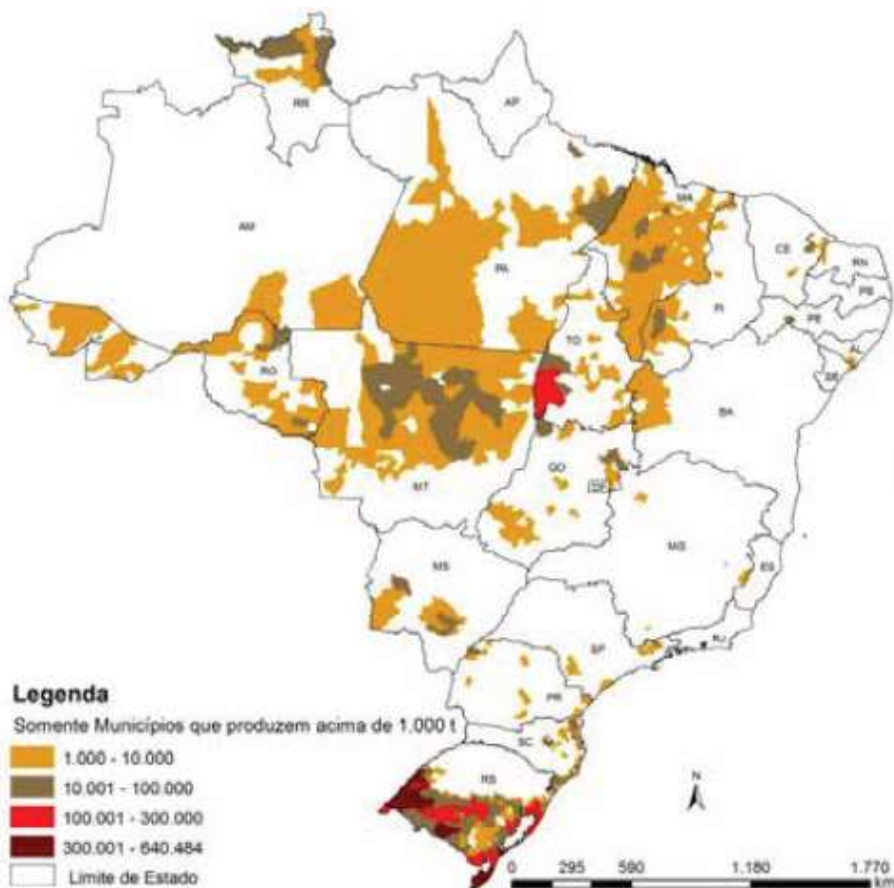 RR
AP
AM
PA
MA
CE
RN
PB
PI
PE
AL
SE
TO
RO
BA
MT
GO
DF
MG
ES
MS
SP
RJ
PR
SC
RS
Legenda
Somente Municípios que produzem acima de 1.000 t
1.000 - 10.000
10.001 - 100.000
100.001 - 300.000
300.001 - 640.484
Limite de Estado
N
0 295 590 1.180 1.770
km